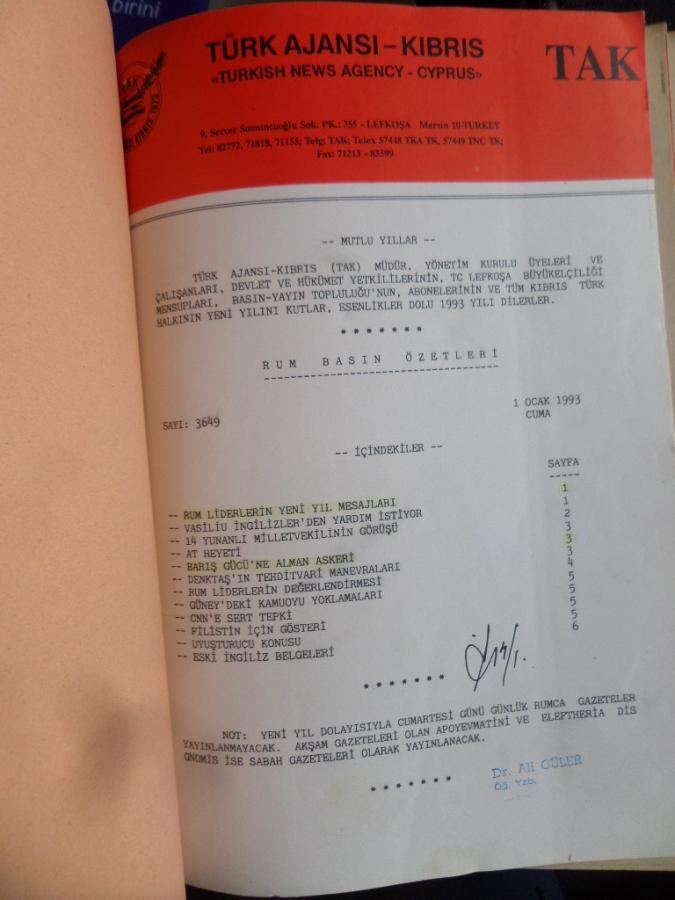 birini
TÜRK AJANSI – KIBRIS
«TURKISH NEWS AGENCY - CYPRUS»
TAK
TAK
9, Server Somuncuoğlu Sok. PK.: 355 - LEFKOŞA Mersin 10-TURKEY
Tel: 82772, 71818, 71155; Telg: TAK; Telex 57448 TKA TK, 57449 TNC TK;
Fax: 71213 - 83599
-- MUTLU YILLAR --
TÜRK AJANSI-KIBRIS (TAK) MÜDÜR, YÖNETİM KURULU ÜYELERİ VE
ÇALIŞANLARI, DEVLET VE HÜKÜMET YETKİLİLERİNİN, TC LEFKOŞA BÜYÜKELÇİLİĞİ
MENSUPLARI, BASIN-YAYIN TOPLULUĞU'NUN, ABONELERİNİN VE TÜM KIBRIS TÜRK
HALKININ YENİ YILINI KUTLAR, ESENLİKLER DOLU 1993 YILI DİLERLER.
* * * * * * *
RUM BASIN ÖZETLERİ
-----------------------------------
SAYI: 3649
1 OCAK 1993
CUMA
-- İÇİNDEKİLER --
SAYFA
-----
-- RUM LİDERLERİN YENİ YIL MESAJLARI 1
-- VASİLİU İNGİLİZLER'DEN YARDIM İSTİYOR 1
-- 14 YUNANLI MİLLETVEKİLİNİN GÖRÜŞÜ 2
-- AT HEYETİ 3
-- BARIŞ GÜCÜ'NE ALMAN ASKERİ 3
-- DENKTAŞ'IN TEHDİTVARİ MANEVRALARI 3
-- RUM LİDERLERİN DEĞERLENDİRMESİ 4
-- GÜNEY'DEKİ KAMUOYU YOKLAMALARI 5
-- CNN'E SERT TEPKİ 5
-- FİLİSTİN İÇİN GÖSTERİ 5
-- UYUŞTURUCU KONUSU 5
-- ESKİ İNGİLİZ BELGELERİ 6
* * * * * * *
NOT: YENİ YIL DOLAYISIYLA CUMARTESİ GÜNÜ GÜNLÜK RUMCA GAZETELER
YAYINLANMAYACAK. AKŞAM GAZETELERİ OLAN APOYEVMATİNİ VE ELEFTHERIA DİS
GNOMİS İSE SABAH GAZETELERİ OLARAK YAYINLANACAK.
* * * * * * *
Dr. Ali GÜLER
Öğ. Yzb.